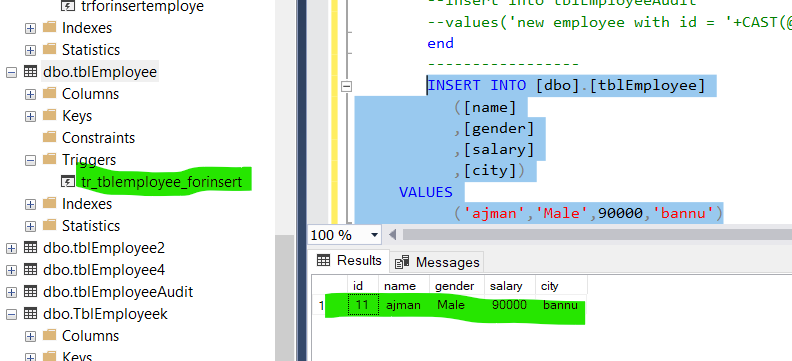 trforinsertemploye
Indexes
Statistics
dbo.tblEmployee
Columns
Keys
Constraints
Triggers
tr_tblemployee_forinsert
Indexes
Statistics
dbo.tblEmployee2
dbo.tblEmployee4
dbo.tblEmployeeAudit
dbo.TblEmployeek
Columns
Keys
--insert into tblEmployeeAudit
--values('new employee with id = '+CAST(@
end
-----------------
INSERT INTO [dbo].[tblEmployee]
([name]
,[gender]
,[salary]
,[city])
VALUES
('ajman','Male',90000,'bannu')
100 %
Results Messages
id name gender salary city
1 11 ajman Male 90000 bannu